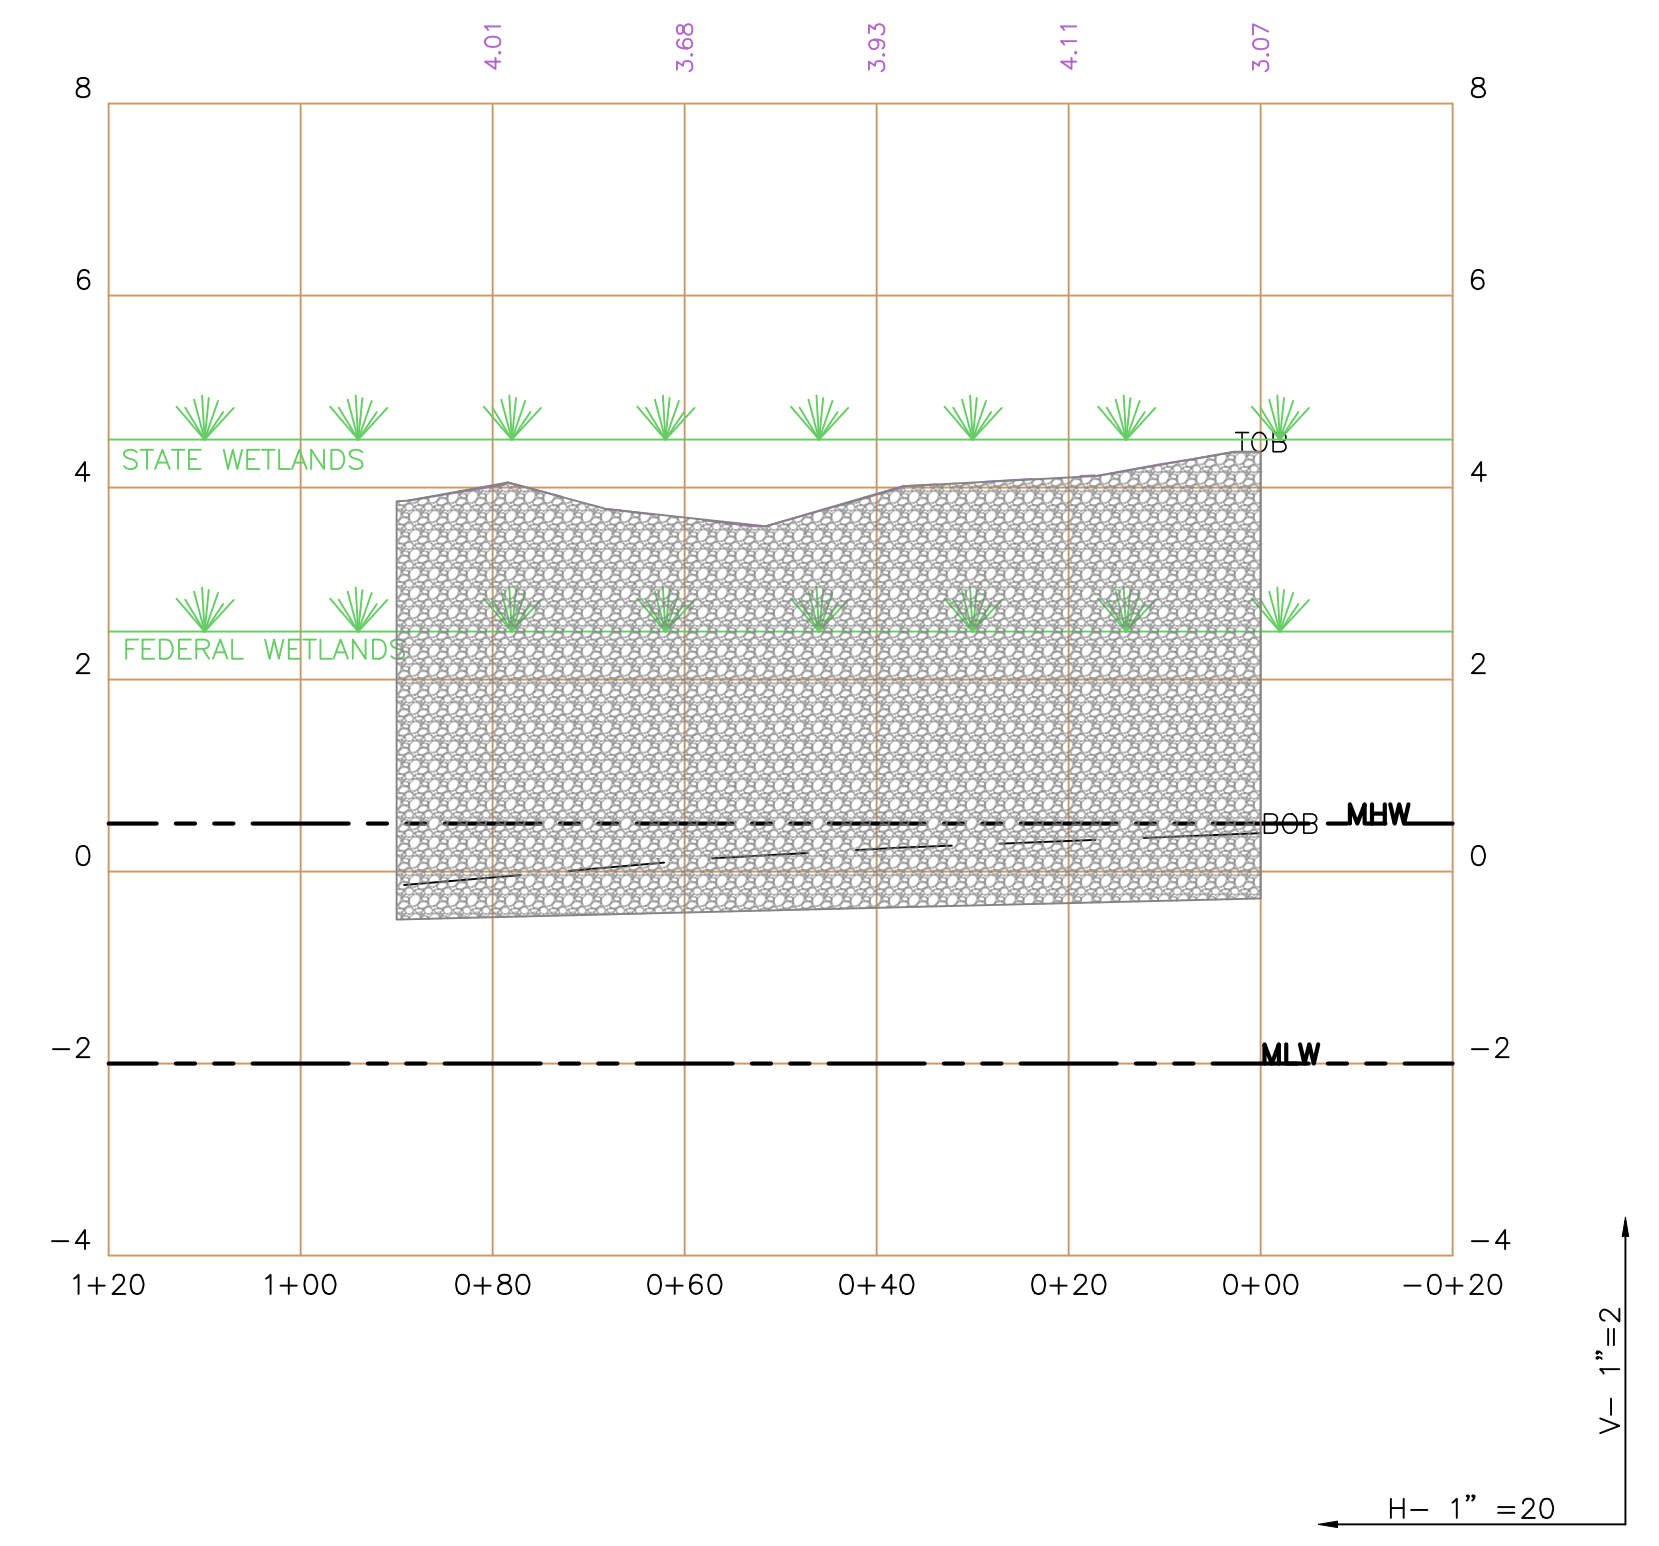 4.01 3.68 3.93 4.11 3.07
8 8
6 6
TOB
STATE WETLANDS
4 4
FEDERAL WETLANDS
2 2
MHW
BOB
0 0
MLW
-2 -2
-4 -4
1+20 1+00 0+80 0+60 0+40 0+20 0+00 -0+20
V- 1"=2
H- 1" =20